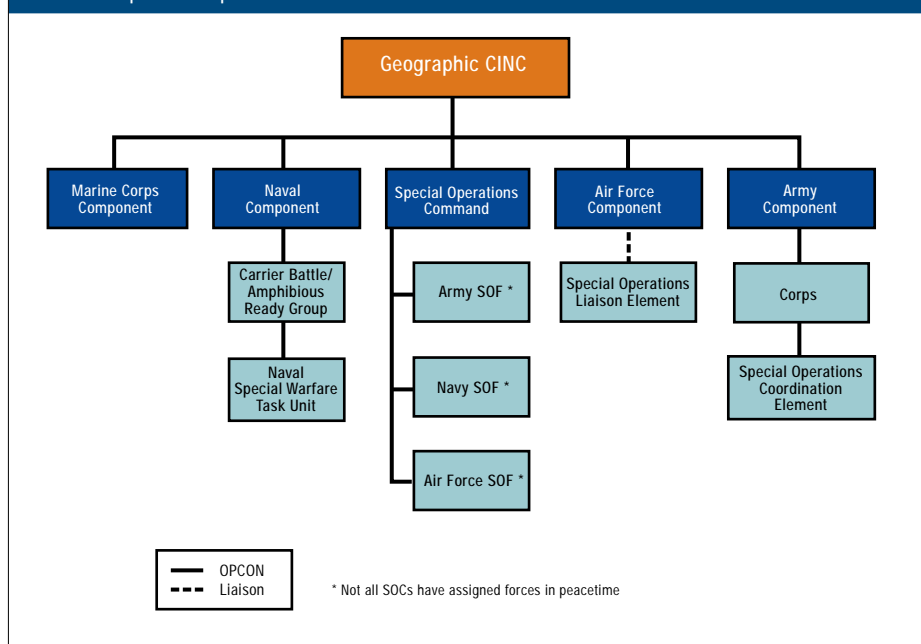 Geographic CINC
Marine Corps
Component
Naval
Component
Special Operations
Command
Air Force
Component
Army
Component
Carrier Battle/
Amphibious
Ready Group
Naval
Special Warfare
Task Unit
Army SOF *
Navy SOF *
Air Force SOF *
Special Operations
Liaison Element
Corps
Special Operations
Coordination
Element
OPCON
Liaison
* Not all SOCs have assigned forces in peacetime